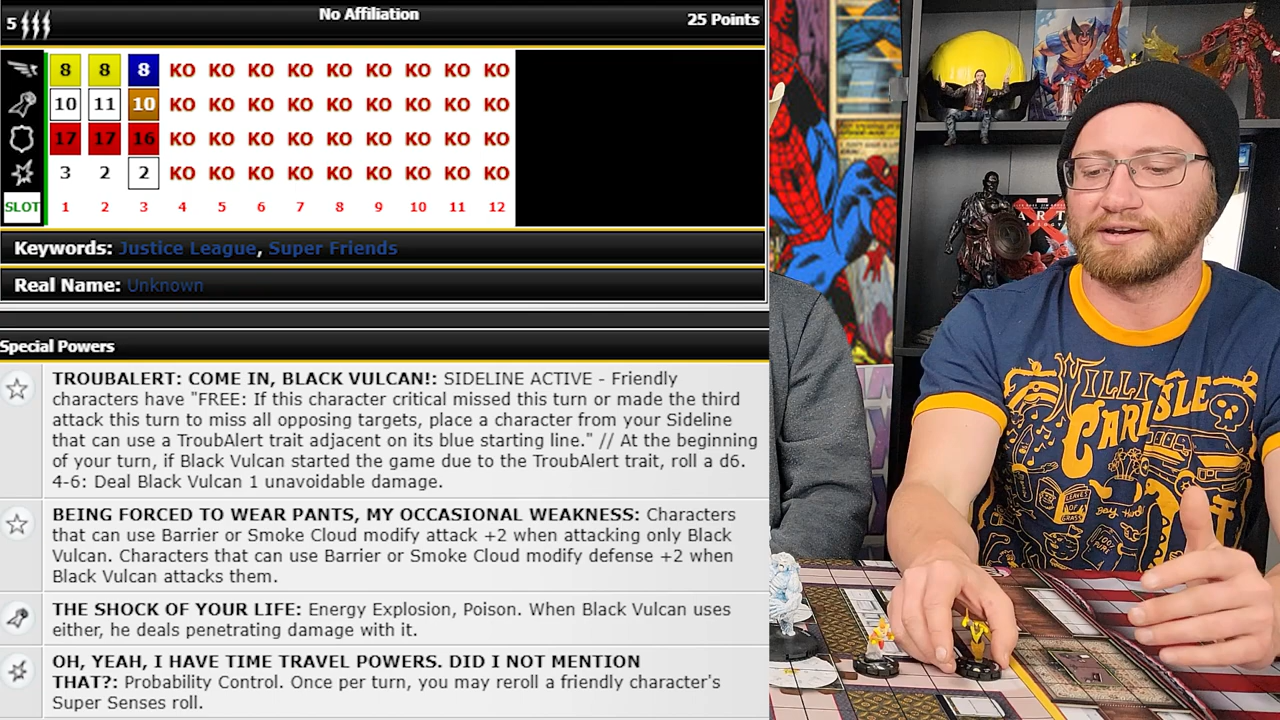 No Affiliation
5
25 Points
8 8 8 KO KO KO KO KO KO KO KO KO
10 11 10 KO KO KO KO KO KO KO KO KO
17 17 16 KO KO KO KO KO KO KO KO KO
3 2 2 KO KO KO KO KO KO KO KO KO
SLOT 1 2 3 4 5 6 7 8 9 10 11 12
Keywords: Justice League, Super Friends
Real Name: Unknown
Special Powers
TROUBALERT: COME IN, BLACK VULCAN!: SIDELINE ACTIVE - Friendly
characters have "FREE: If this character critical missed this turn or made the third
attack this turn to miss all opposing targets, place a character from your Sideline
that can use a TroubAlert trait adjacent on its blue starting line." // At the beginning
of your turn, if Black Vulcan started the game due to the TroubAlert trait, roll a d6.
4-6: Deal Black Vulcan 1 unavoidable damage.
BEING FORCED TO WEAR PANTS, MY OCCASIONAL WEAKNESS: Characters
that can use Barrier or Smoke Cloud modify attack +2 when attacking only Black
Vulcan. Characters that can use Barrier or Smoke Cloud modify defense +2 when
Black Vulcan attacks them.
THE SHOCK OF YOUR LIFE: Energy Explosion, Poison. When Black Vulcan uses
either, he deals penetrating damage with it.
OH, YEAH, I HAVE TIME TRAVEL POWERS. DID I NOT MENTION
THAT?: Probability Control. Once per turn, you may reroll a friendly character's
Super Senses roll.
MILLI
CARLISLE
LEAVES
OF
GRASS